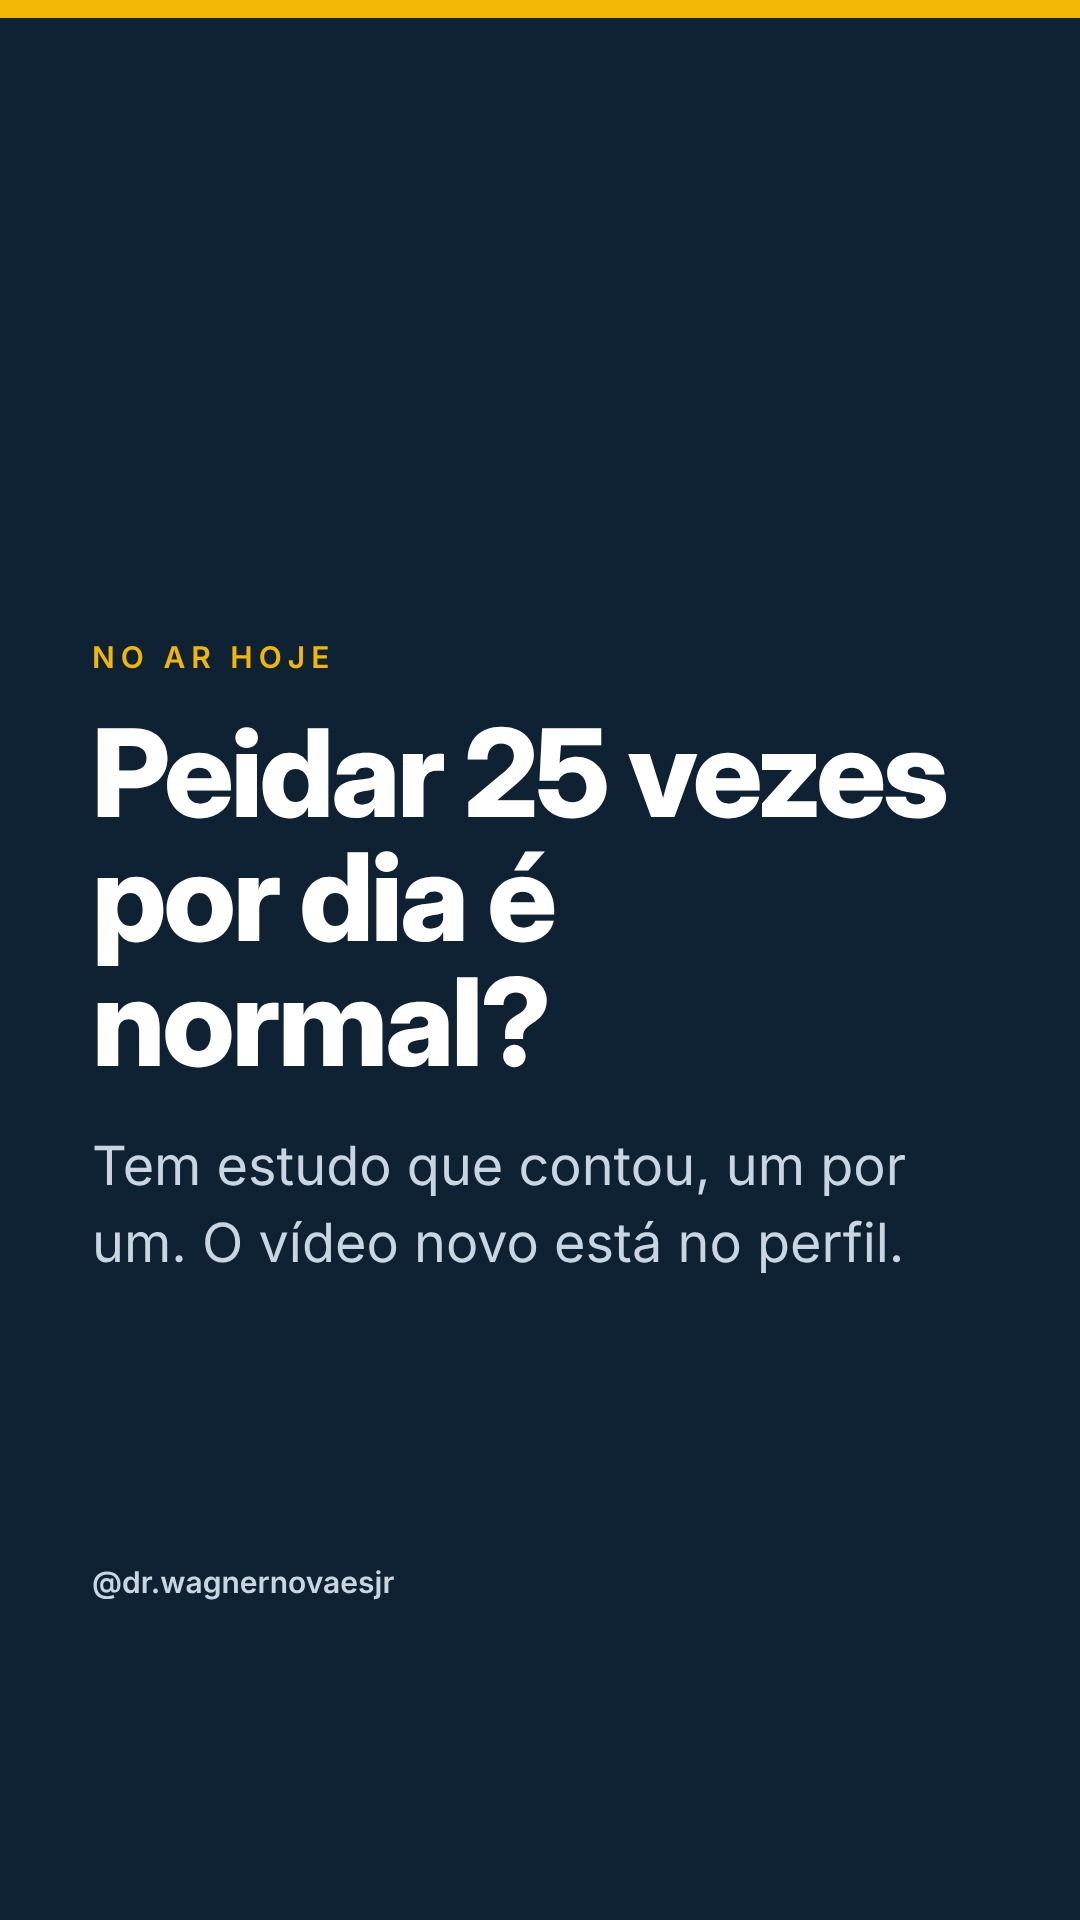 NO AR HOJE
Peidar 25 vezes
por dia é
normal?
Tem estudo que contou, um por
um. O vídeo novo está no perfil.
@dr.wagnernovaesjr